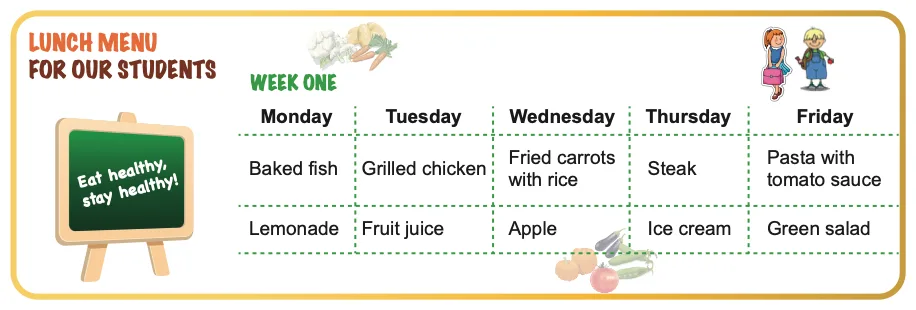 LUNCH MENU
FOR OUR STUDENTS
Eat healthy,
stay healthy!
WEEK ONE
Monday Tuesday Wednesday Thursday Friday
Baked fish Grilled chicken Fried carrots with rice Steak Pasta with tomato sauce
Lemonade Fruit juice Apple Ice cream Green salad